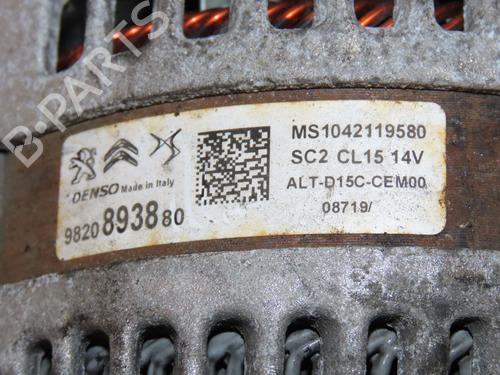 MS1042119580
SC2 CL15 14V
ALT-D15C-CEM00
08719/
DENSO Made in Italy
9820893880
B-PARTS